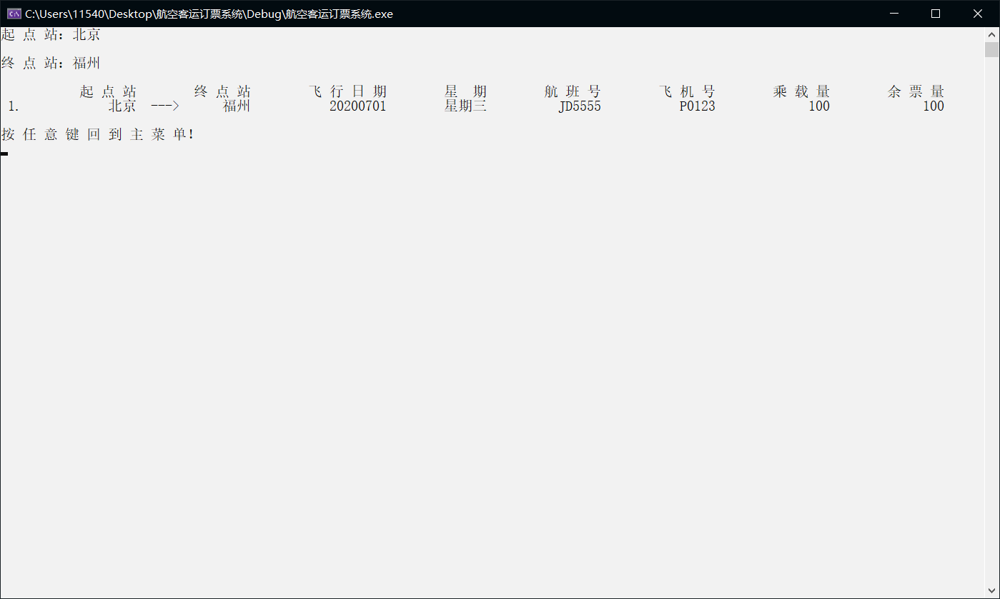 C:\Users\11540\Desktop\航空客运订票系统\Debug\航空客运订票系统.exe
起 点 站：北京
终 点 站：福州
起 点 站 终 点 站 飞 行 日 期 星 期 航 班 号 飞 机 号 乘 载 量 余 票 量
1. 北京 ---> 福州 20200701 星期三 JD5555 P0123 100 100
按 任 意 键 回 到 主 菜 单!